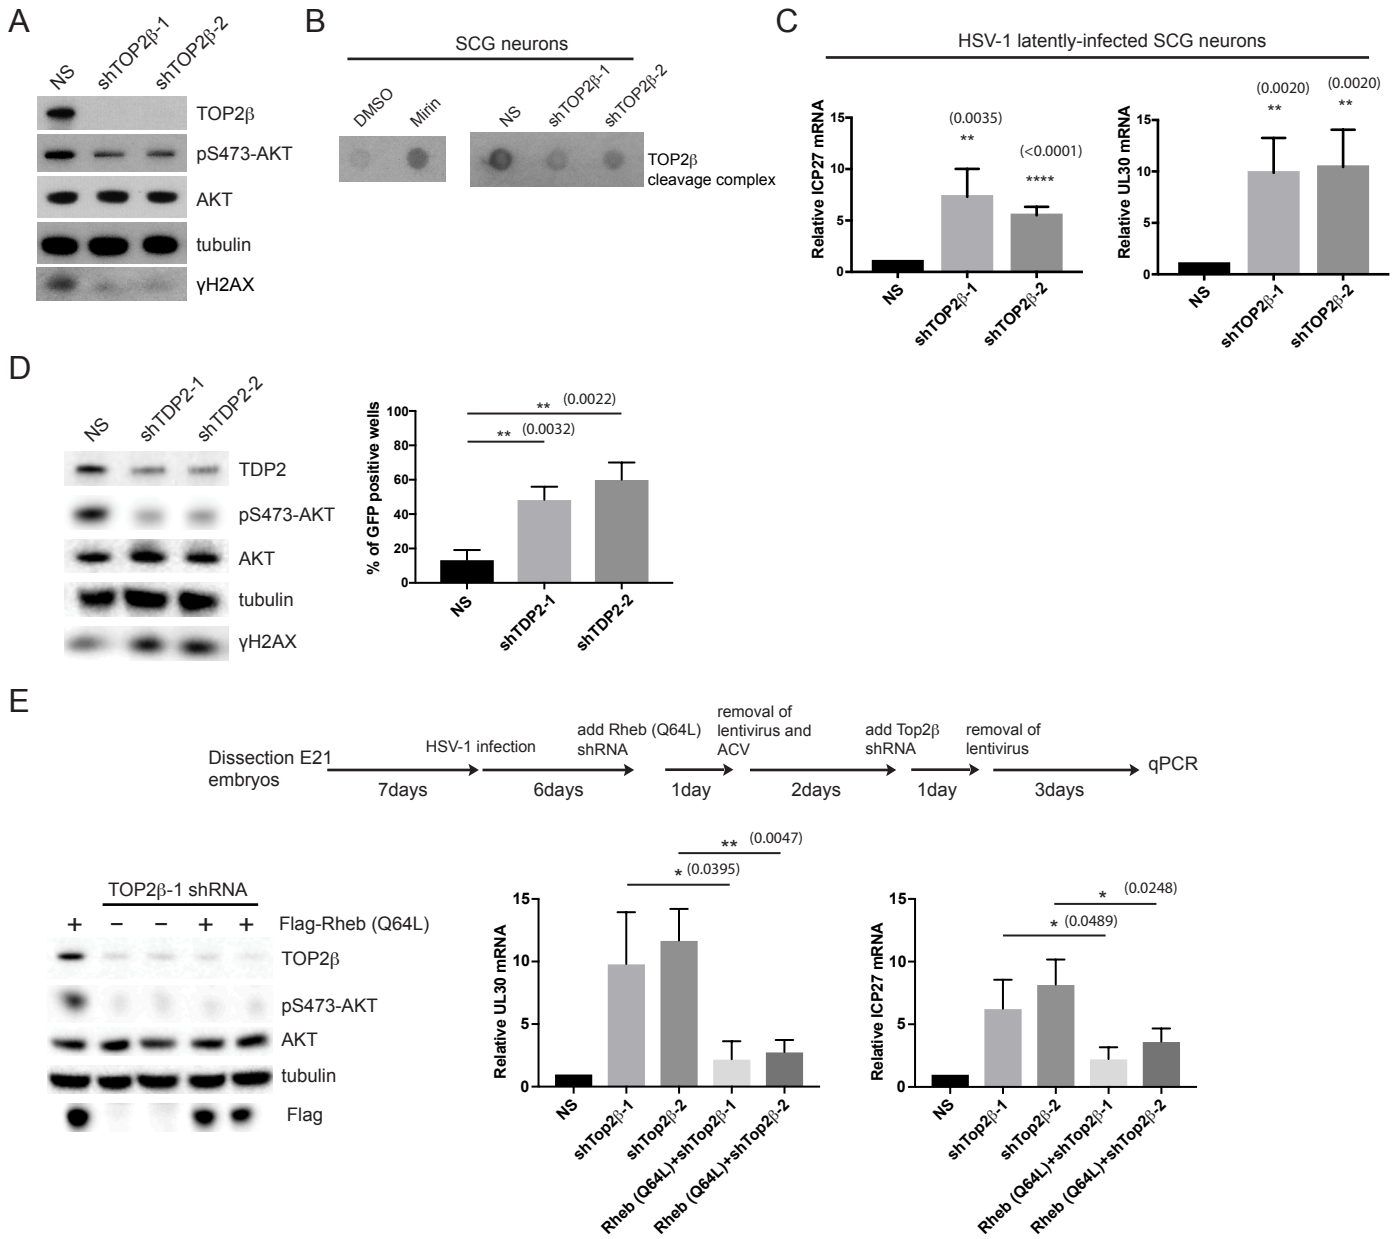 A
NS
shTOP2β-1
shTOP2β-2
TOP2β
pS473-AKT
AKT
tubulin
γH2AX
B
SCG neurons
DMSO
Mirin
NS
shTOP2β-1
shTOP2β-2
TOP2β
cleavage complex
C
HSV-1 latently-infected SCG neurons
Relative ICP27 mRNA
15
10
5
0
(0.0035)
**
(<0.0001)
****
NS
shTOP2β-1
shTOP2β-2
Relative UL30 mRNA
15
10
5
0
(0.0020)
**
(0.0020)
**
NS
shTOP2β-1
shTOP2β-2
D
NS
shTDP2-1
shTDP2-2
TDP2
pS473-AKT
AKT
tubulin
γH2AX
% of GFP positive wells
100
80
60
40
20
0
** (0.0022)
** (0.0032)
NS
shTDP2-1
shTDP2-2
E
Dissection E21
embryos
7days
HSV-1 infection
6days
add Rheb (Q64L)
shRNA
1day
removal of
lentivirus and
ACV
2days
add Top2β
shRNA
1day
removal of
lentivirus
3days
qPCR
TOP2β-1 shRNA
+ − − + + Flag-Rheb (Q64L)
TOP2β
pS473-AKT
AKT
tubulin
Flag
Relative UL30 mRNA
15
10
5
0
** (0.0047)
* (0.0395)
NS
shTop2β-1
shTop2β-2
Rheb (Q64L)+shTop2β-1
Rheb (Q64L)+shTop2β-2
Relative ICP27 mRNA
15
10
5
0
* (0.0248)
* (0.0489)
NS
shTop2β-1
shTop2β-2
Rheb (Q64L)+shTop2β-1
Rheb (Q64L)+shTop2β-2